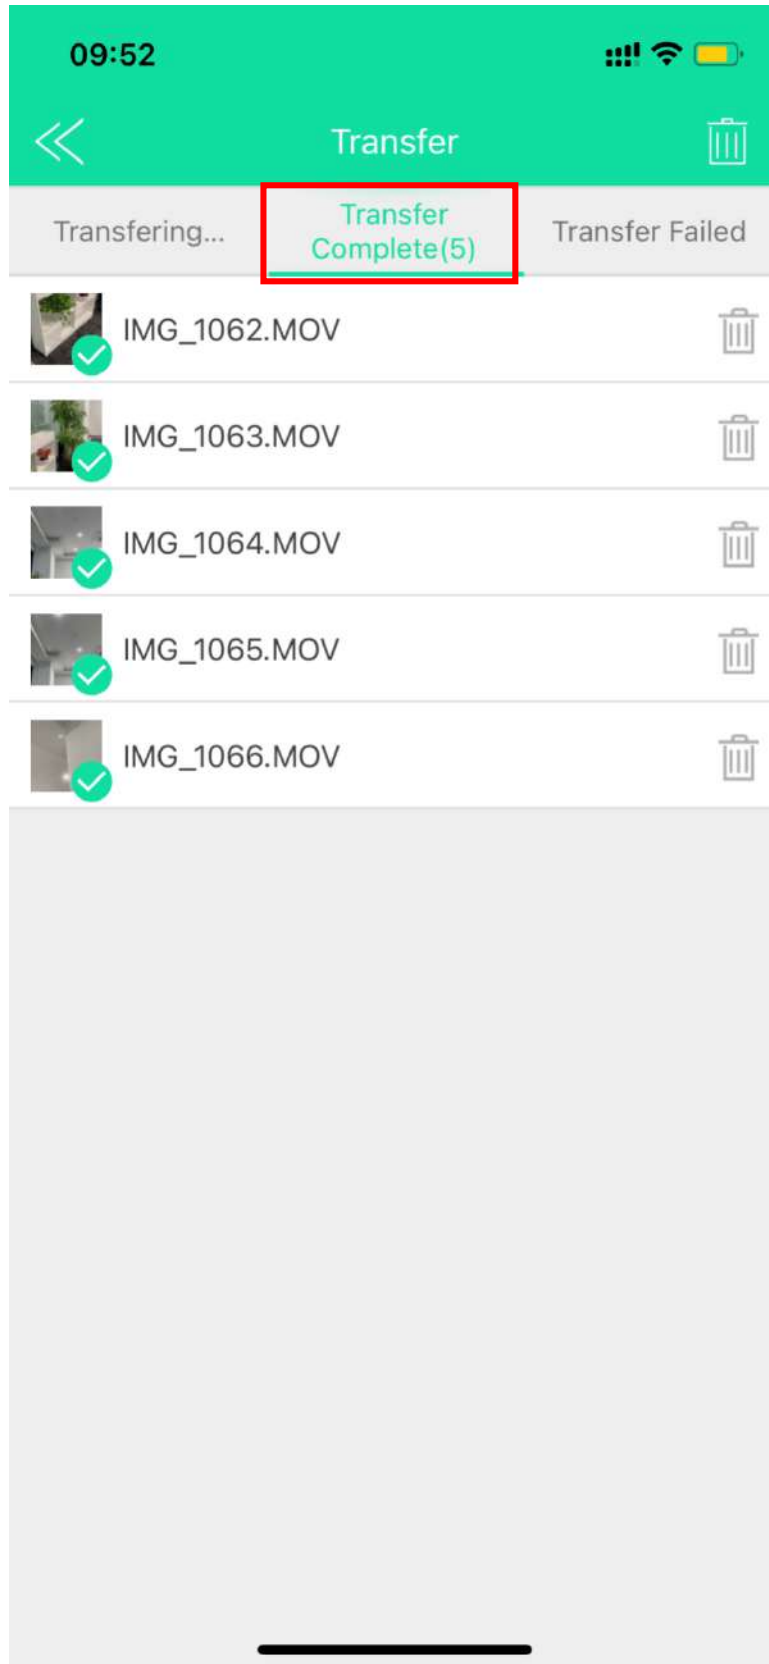 09:52
Transfer
Transfering...
Transfer
Complete(5)
Transfer Failed
IMG_1062.MOV
IMG_1063.MOV
IMG_1064.MOV
IMG_1065.MOV
IMG_1066.MOV